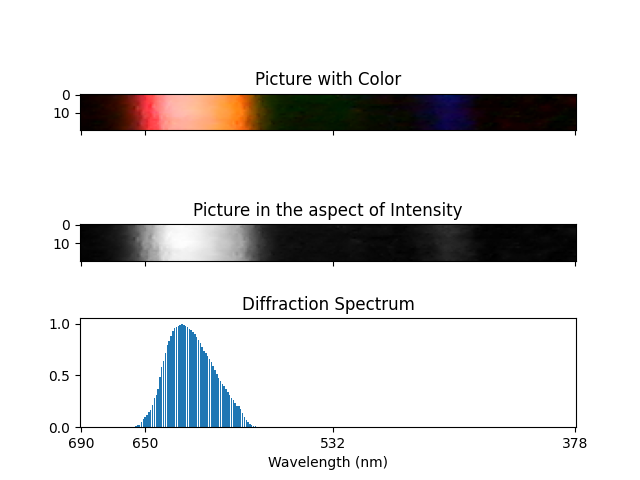 Picture with Color
0
10
Picture in the aspect of Intensity
0
10
Diffraction Spectrum
1.0
0.5
0.0
690 650 532 378
Wavelength (nm)